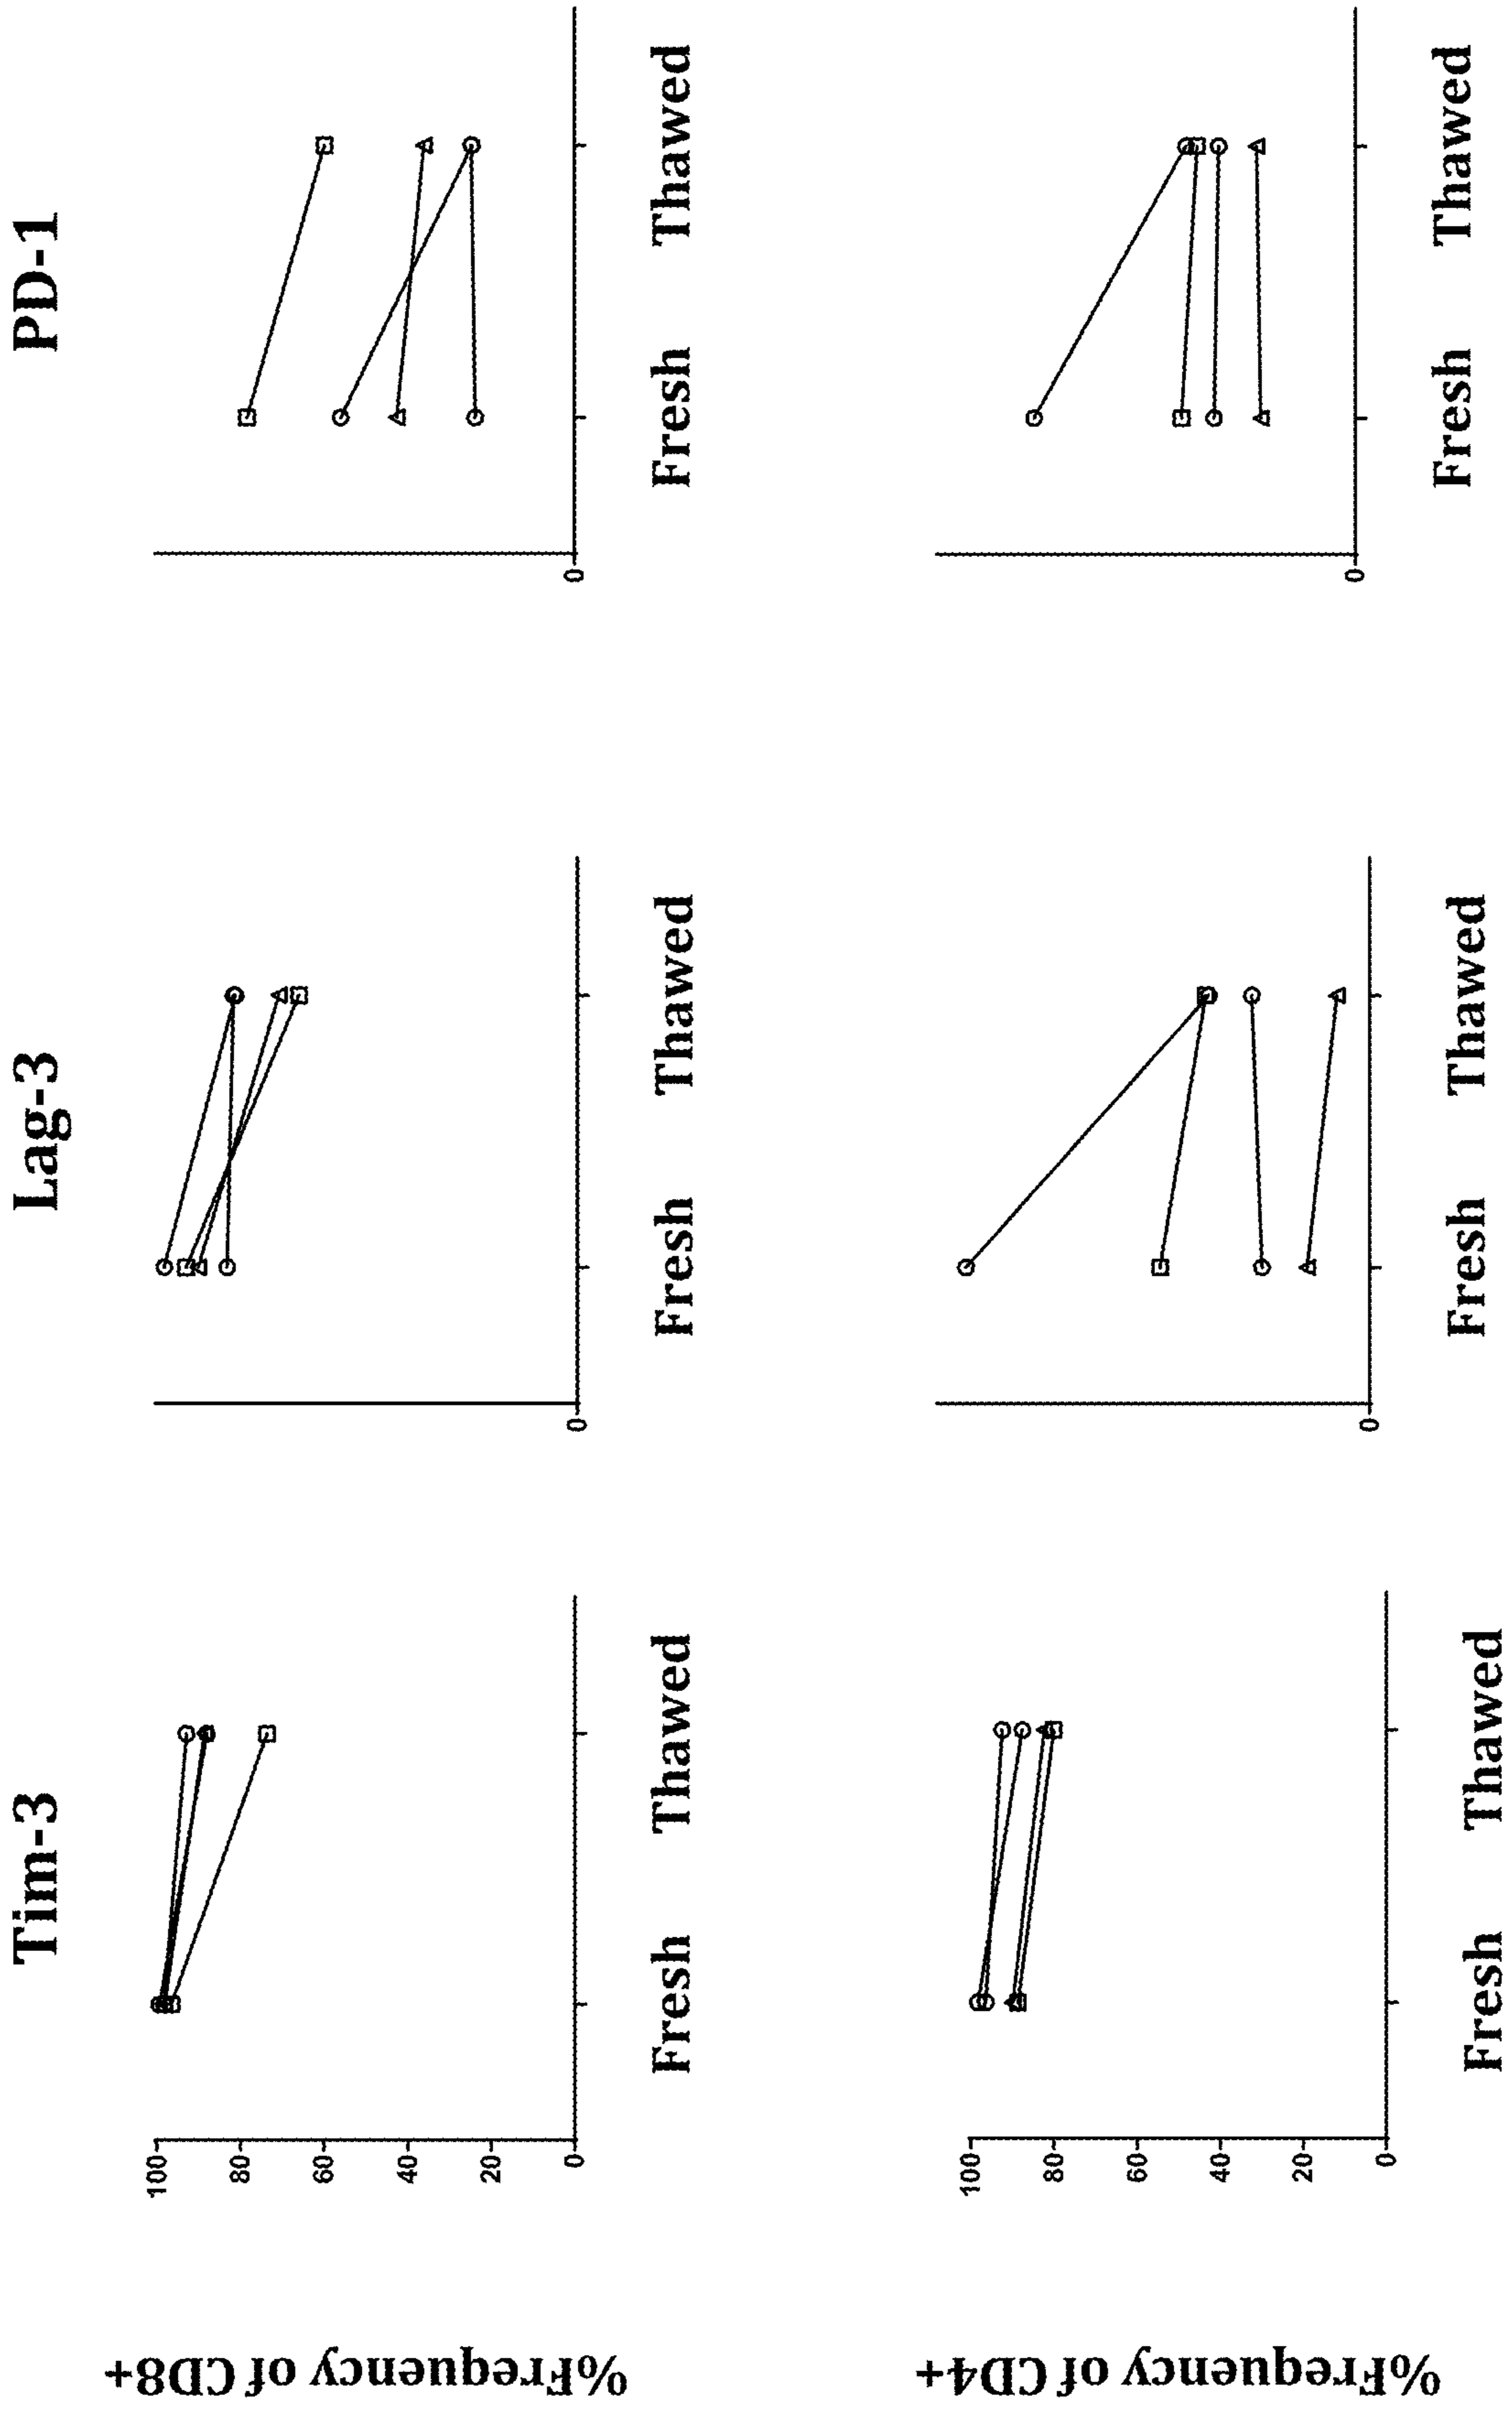 Tim-3
Lag-3
PD-1
%Frequency of CD8+
100
80
60
40
20
0
0
0
Fresh Thawed
Fresh Thawed
Fresh Thawed
%Frequency of CD4+
100
80
60
40
20
0
0
0
Fresh Thawed
Fresh Thawed
Fresh Thawed